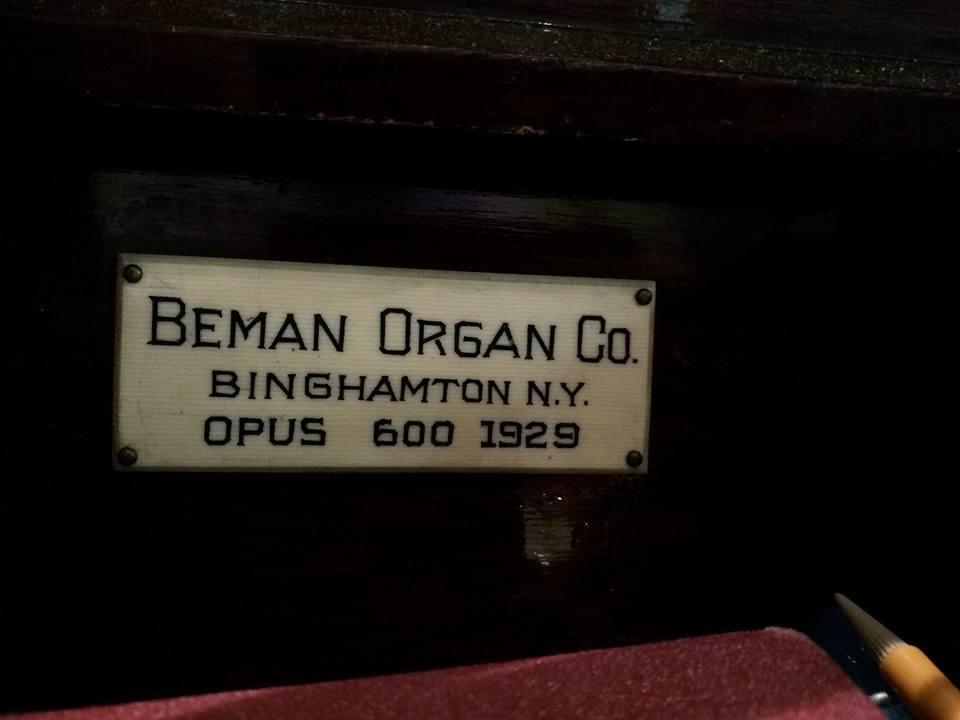 BEMAN ORGAN CO.
BINGHAMTON N.Y.
OPUS 600 1929